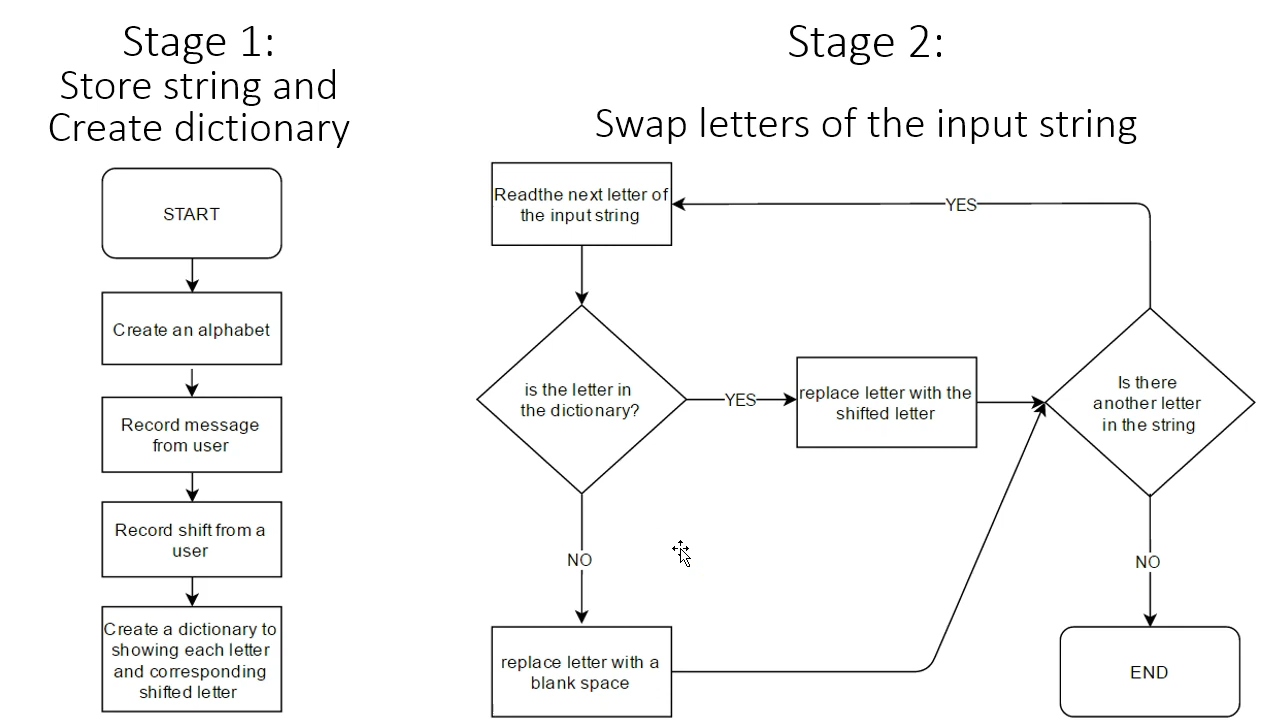 Stage 1:
Store string and
Create dictionary
START
Create an alphabet
Record message
from user
Record shift from a
user
Create a dictionary to
showing each letter
and corresponding
shifted letter
Stage 2:
Swap letters of the input string
Readthe next letter of
the input string
YES
is the letter in
the dictionary?
YES
replace letter with the
shifted letter
Is there
another letter
in the string
NO
NO
replace letter with a
blank space
END